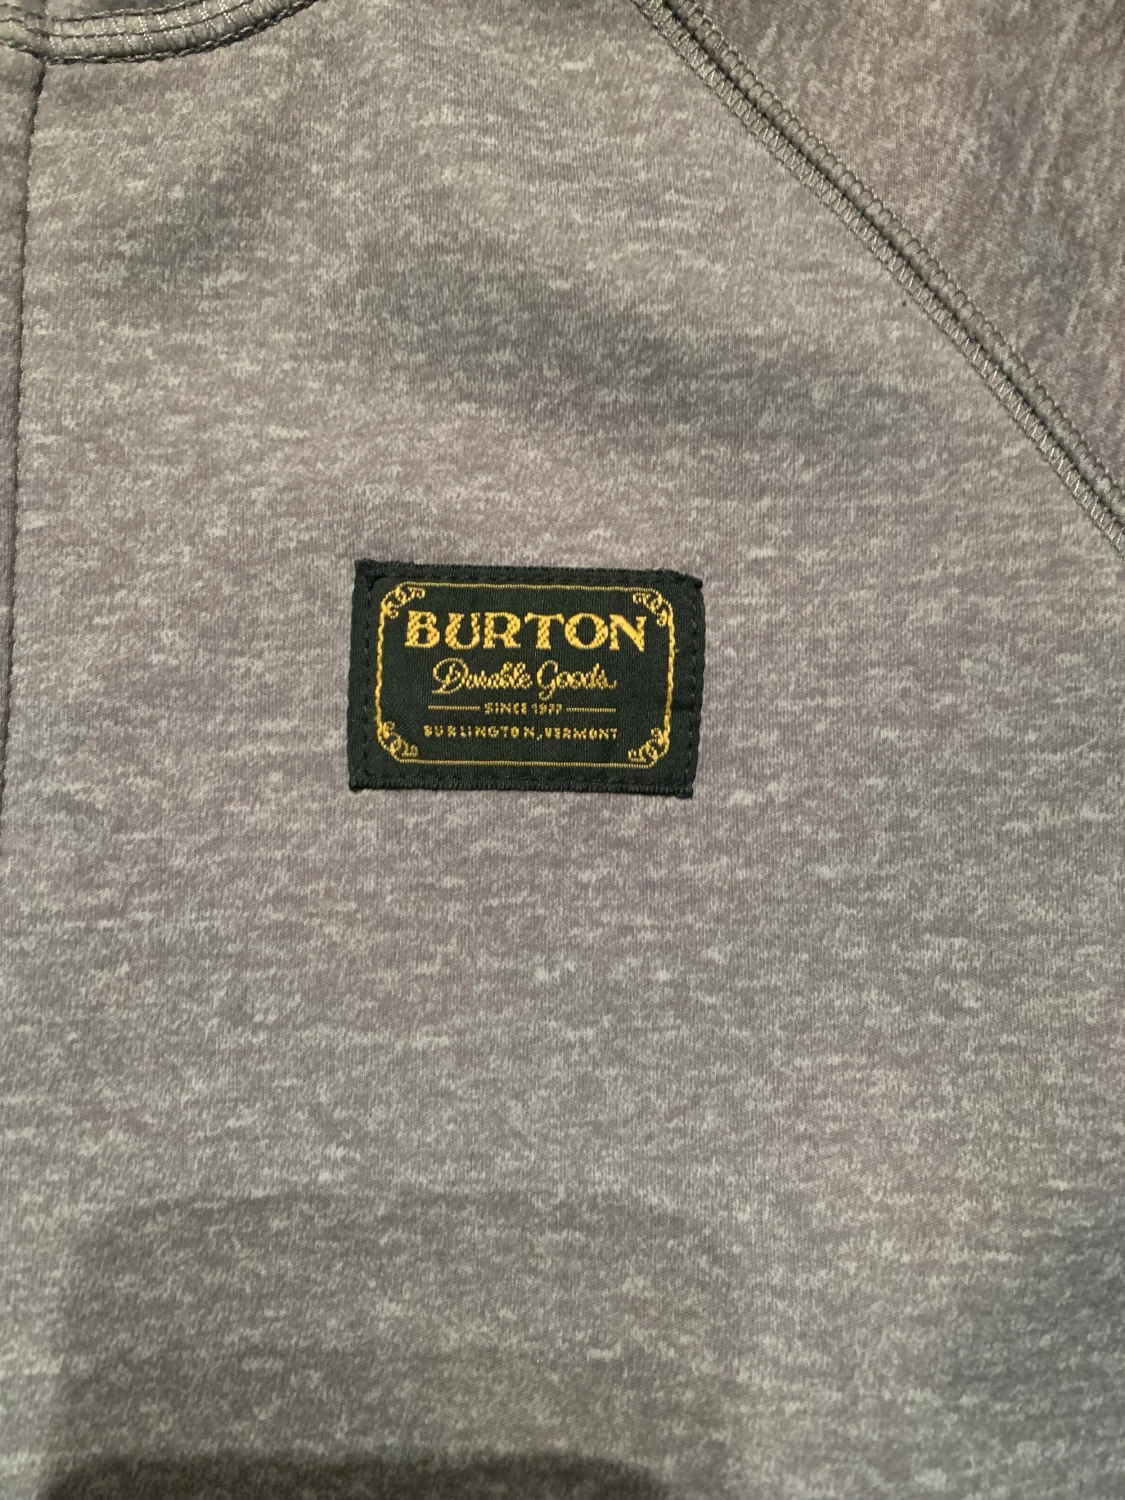 BURTON
Durable Goods
SINCE 1977
BURLINGTON, VERMONT